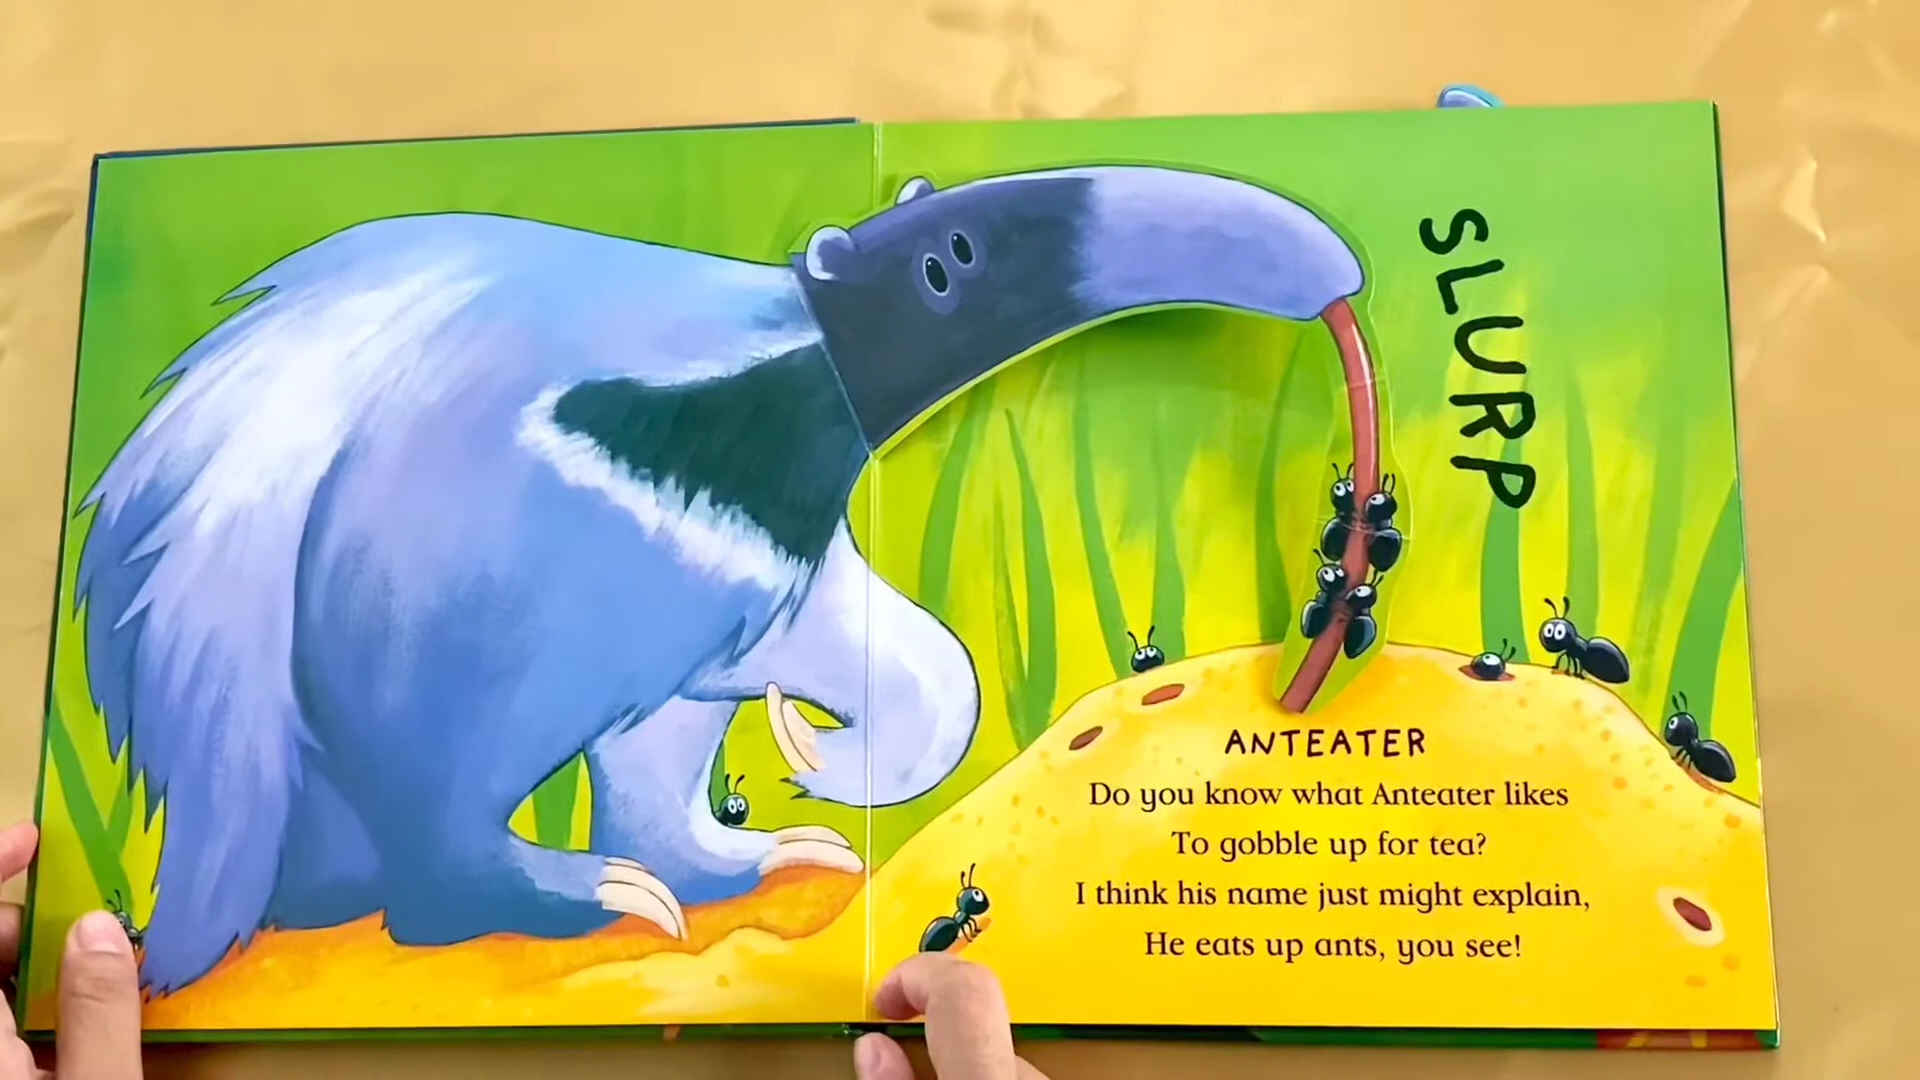 SLURP
ANTEATER
Do you know what Anteater likes
To gobble up for tea?
I think his name just might explain,
He eats up ants, you see!